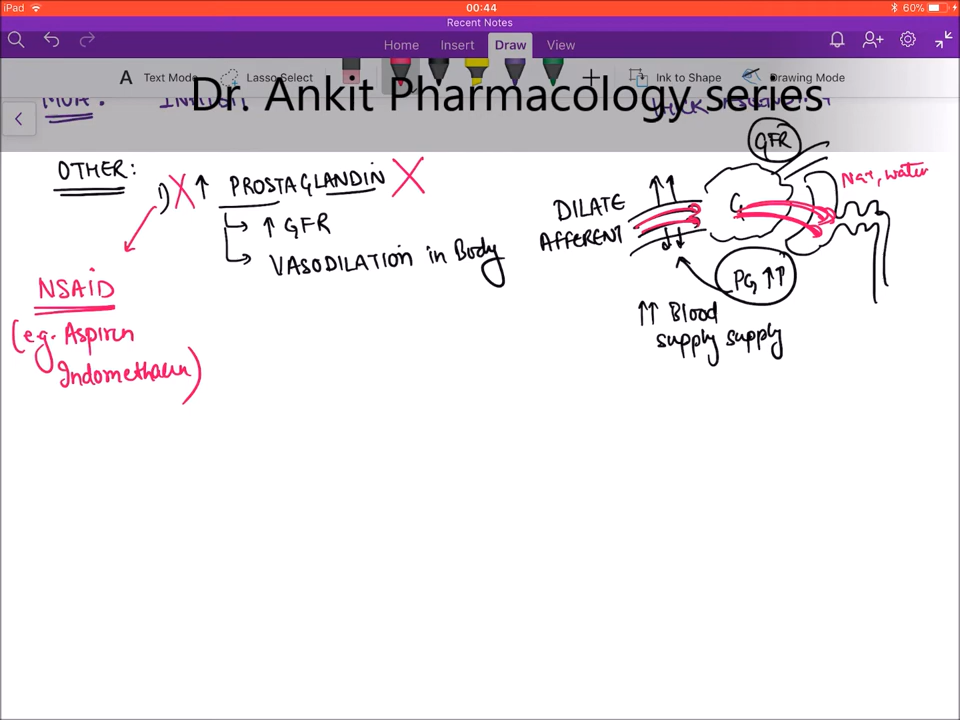 iPad 00:44 60%
Recent Notes
Home Insert Draw View
A Text Mode Lasso Select Ink to Shape Drawing Mode
Dr. Ankit Pharmacology series
MOA:
OTHER:
1) ↑ PROSTAGLANDIN
↑ GFR
VASODILATION in Body
NSAID
(eg. Aspirin
Indomethacin)
GFR
Na+, water
DILATE
AFFERENT
G
PG ↑↑
↑↑ Blood
supply supply